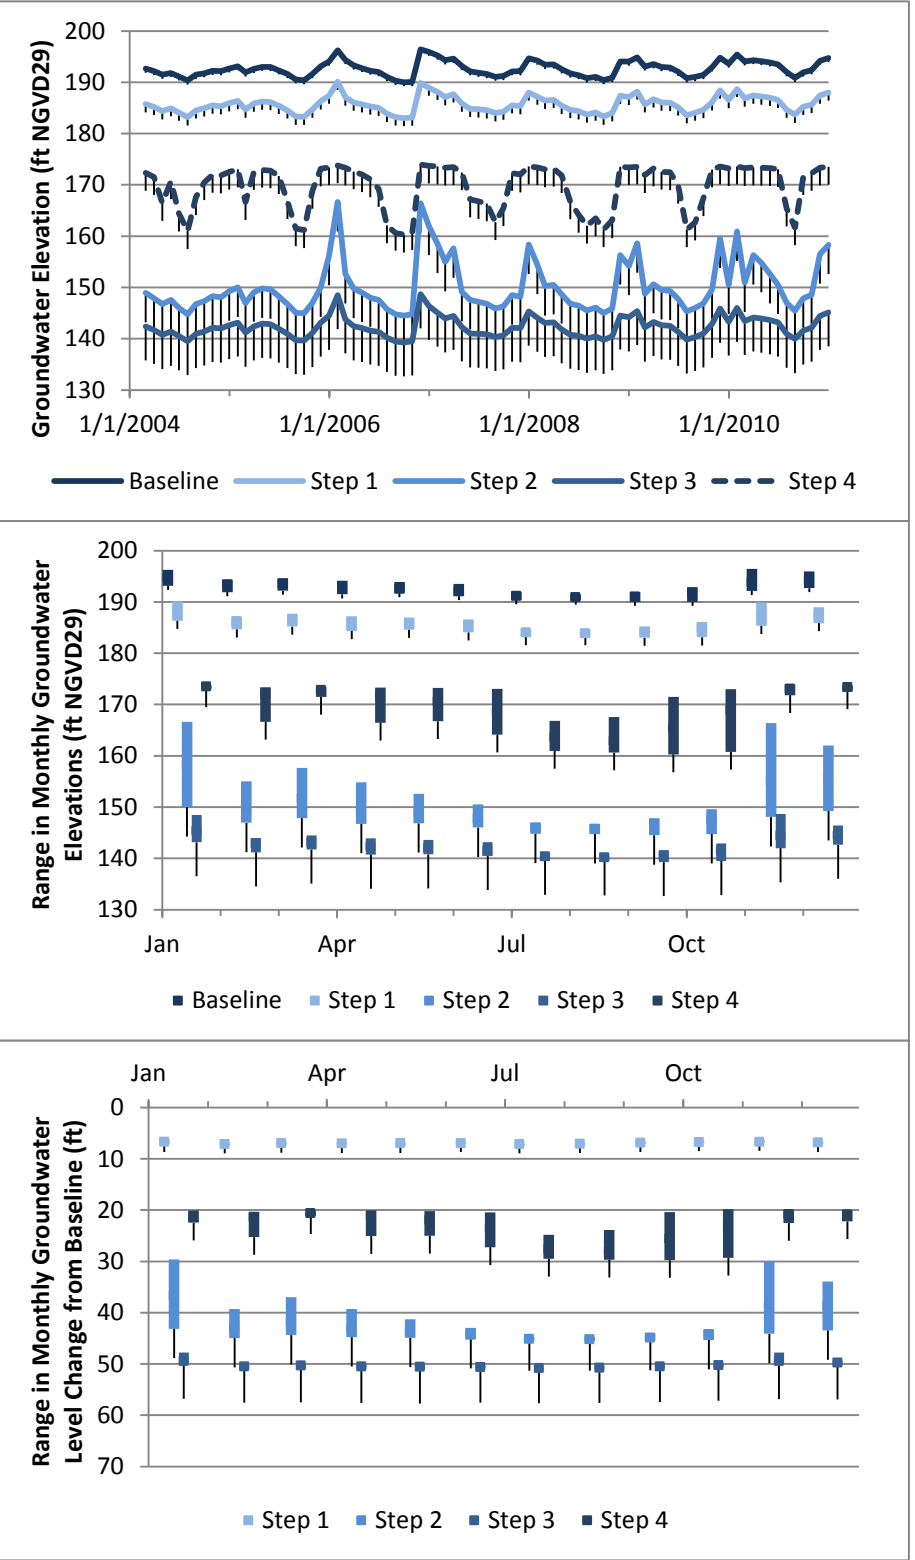 Groundwater Elevation (ft NGVD29)
200
190
180
170
160
150
140
130
1/1/2004 1/1/2006 1/1/2008 1/1/2010
Baseline Step 1 Step 2 Step 3 Step 4
Range in Monthly Groundwater
Elevations (ft NGVD29)
200
190
180
170
160
150
140
130
Jan Apr Jul Oct
Baseline Step 1 Step 2 Step 3 Step 4
Range in Monthly Groundwater
Level Change from Baseline (ft)
Jan Apr Jul Oct
0
10
20
30
40
50
60
70
Step 1 Step 2 Step 3 Step 4